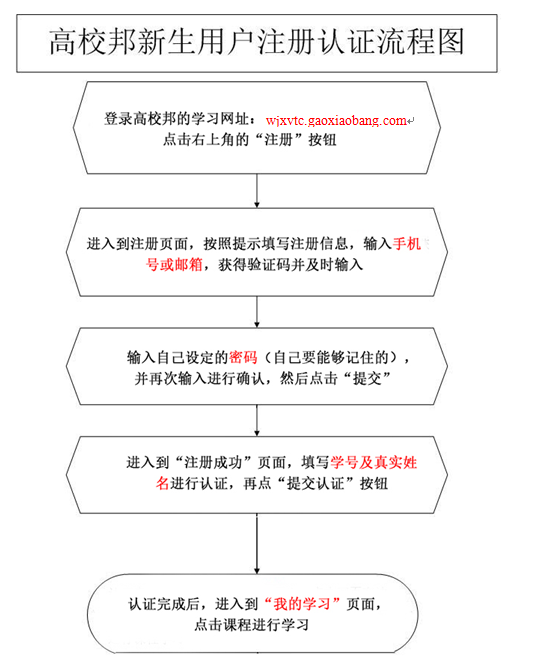 高校邦新生用户注册认证流程图
登录高校邦的学习网址：wjxvtc.gaoxiaobang.com↵
点击右上角的“注册”按钮
进入到注册页面，按照提示填写注册信息，输入手机
号或邮箱，获得验证码并及时输入
输入自己设定的密码（自己要能够记住的），
并再次输入进行确认，然后点击“提交”
进入到“注册成功”页面，填写学号及真实姓
名进行认证，再点“提交认证”按钮
认证完成后，进入到“我的学习”页面，
点击课程进行学习